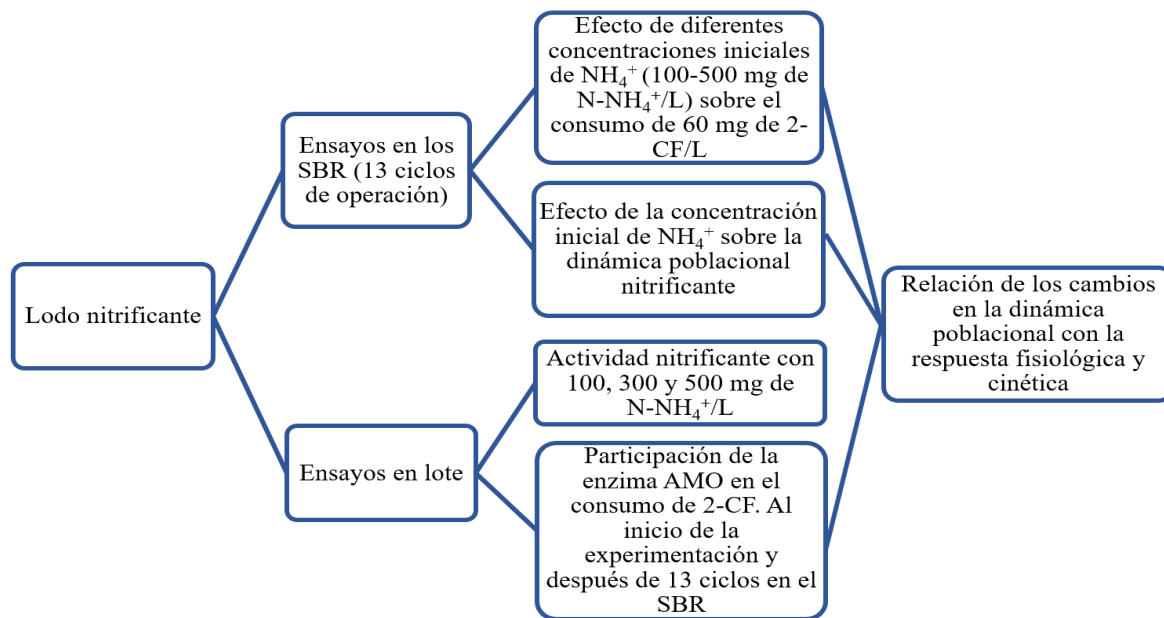 Lodo nitrificante
Ensayos en los
SBR (13 ciclos
de operación)
Efecto de diferentes
concentraciones iniciales
de NH₄⁺ (100-500 mg de
N-NH₄⁺/L) sobre el
consumo de 60 mg de 2-
CF/L
Efecto de la concentración
inicial de NH₄⁺ sobre la
dinámica poblacional
nitrificante
Ensayos en lote
Actividad nitrificante con
100, 300 y 500 mg de
N-NH₄⁺/L
Participación de la
enzima AMO en el
consumo de 2-CF. Al
inicio de la
experimentación y
después de 13 ciclos en el
SBR
Relación de los cambios
en la dinámica
poblacional con la
respuesta fisiológica y
cinética